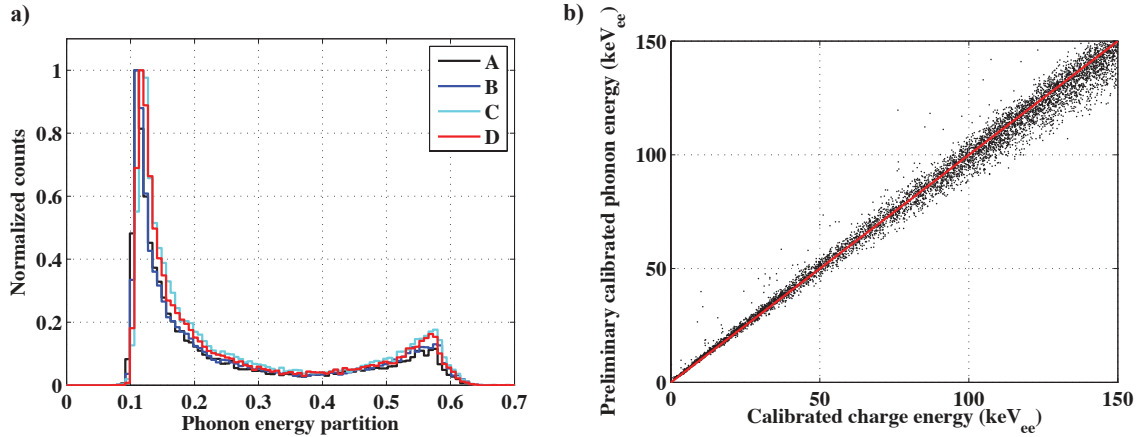 a)
Normalized counts
1
0.8
0.6
0.4
0.2
0
0 0.1 0.2 0.3 0.4 0.5 0.6 0.7
Phonon energy partition
A
B
C
D
b)
Preliminary calibrated phonon energy (keVee)
150
100
50
0
0 50 100 150
Calibrated charge energy (keVee)